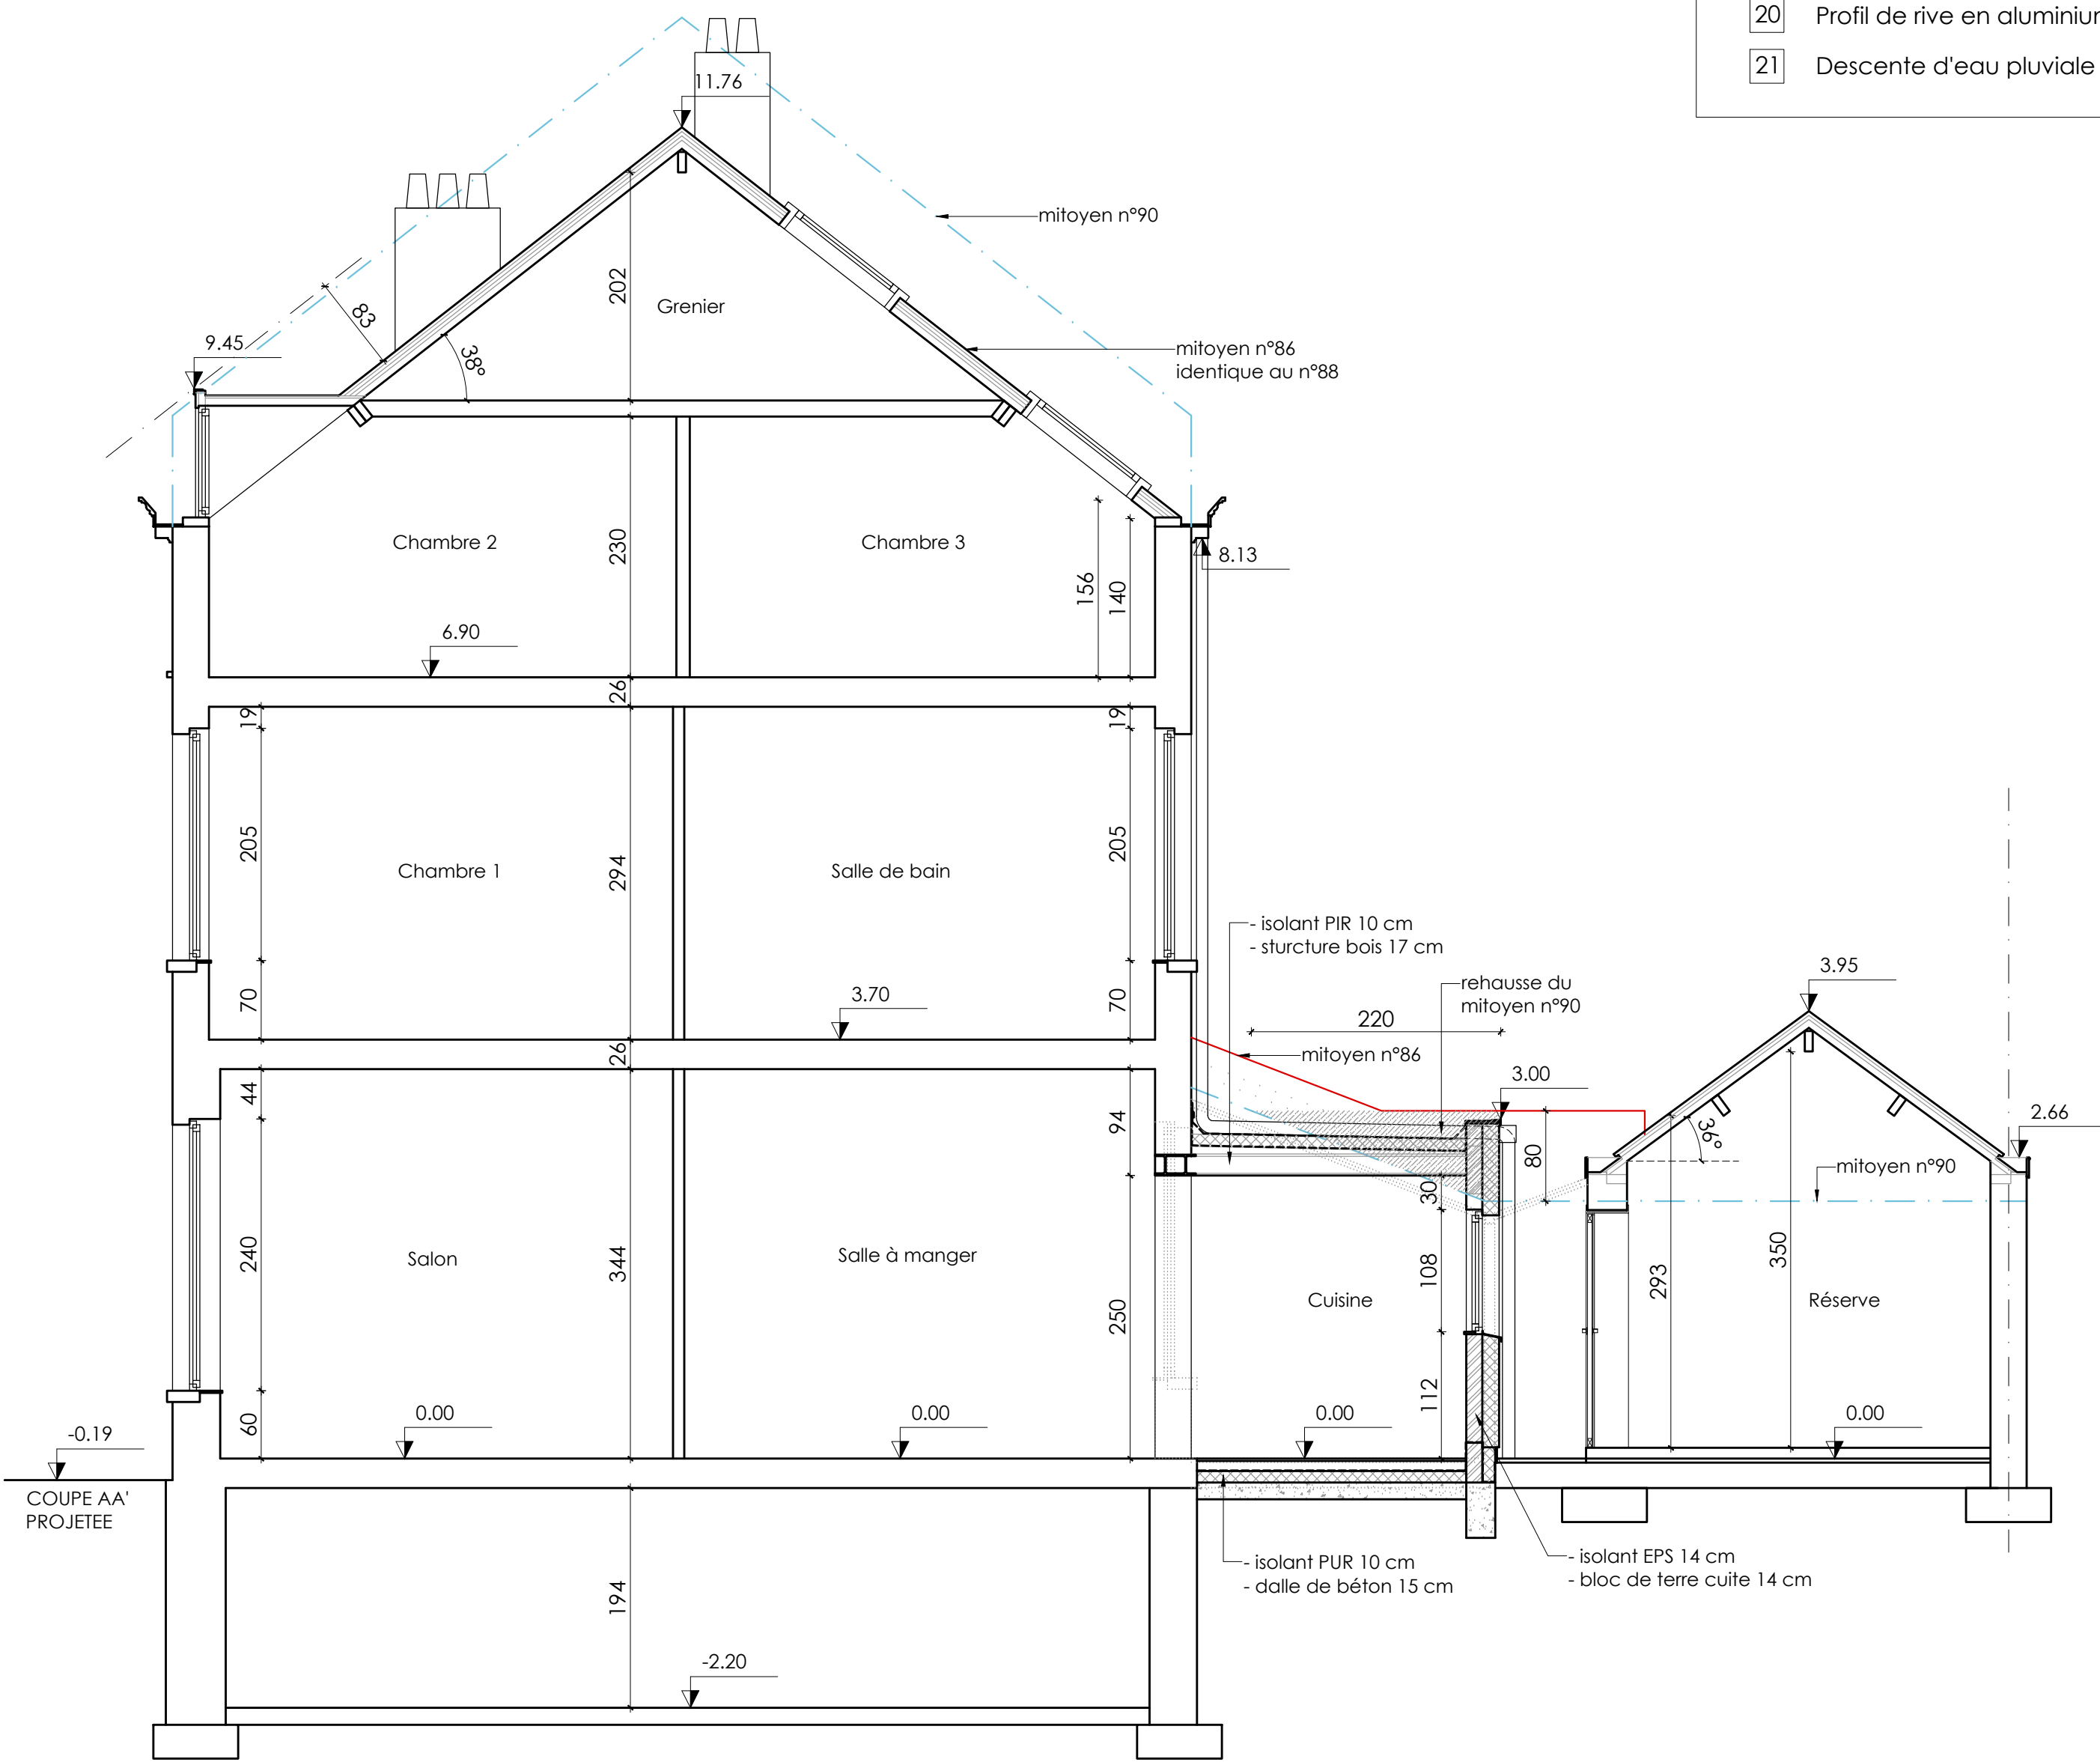 20 Profil de rive en aluminium
21 Descente d'eau pluviale
11.76
mitoyen n°90
202
Grenier
83
38°
9.45
mitoyen n°86
identique au n°88
Chambre 2
230
Chambre 3
156
140
8.13
6.90
26
19
19
205
Chambre 1
294
Salle de bain
205
- isolant PIR 10 cm
- sturcture bois 17 cm
rehausse du
mitoyen n°90
3.95
70
3.70
70
220
26
mitoyen n°86
3.00
44
94
2.66
36°
80
mitoyen n°90
30
240
Salon
344
Salle à manger
250
Cuisine
108
293
350
Réserve
112
60
0.00
0.00
0.00
0.00
-0.19
COUPE AA'
PROJETEE
- isolant PUR 10 cm
- dalle de béton 15 cm
- isolant EPS 14 cm
- bloc de terre cuite 14 cm
194
-2.20